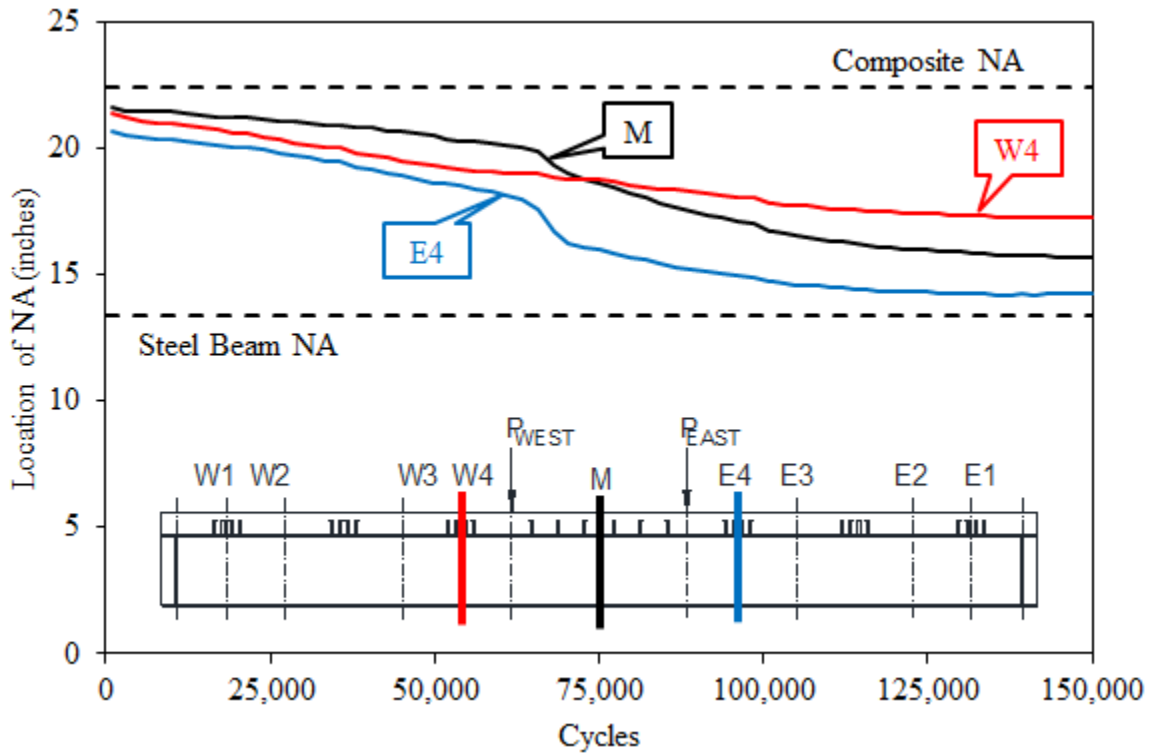 25
20
15
10
5
0
Location of NA (inches)
Composite NA
M
W4
E4
Steel Beam NA
P WEST
P EAST
W1 W2 W3 W4 M E4 E3 E2 E1
0 25,000 50,000 75,000 100,000 125,000 150,000
Cycles